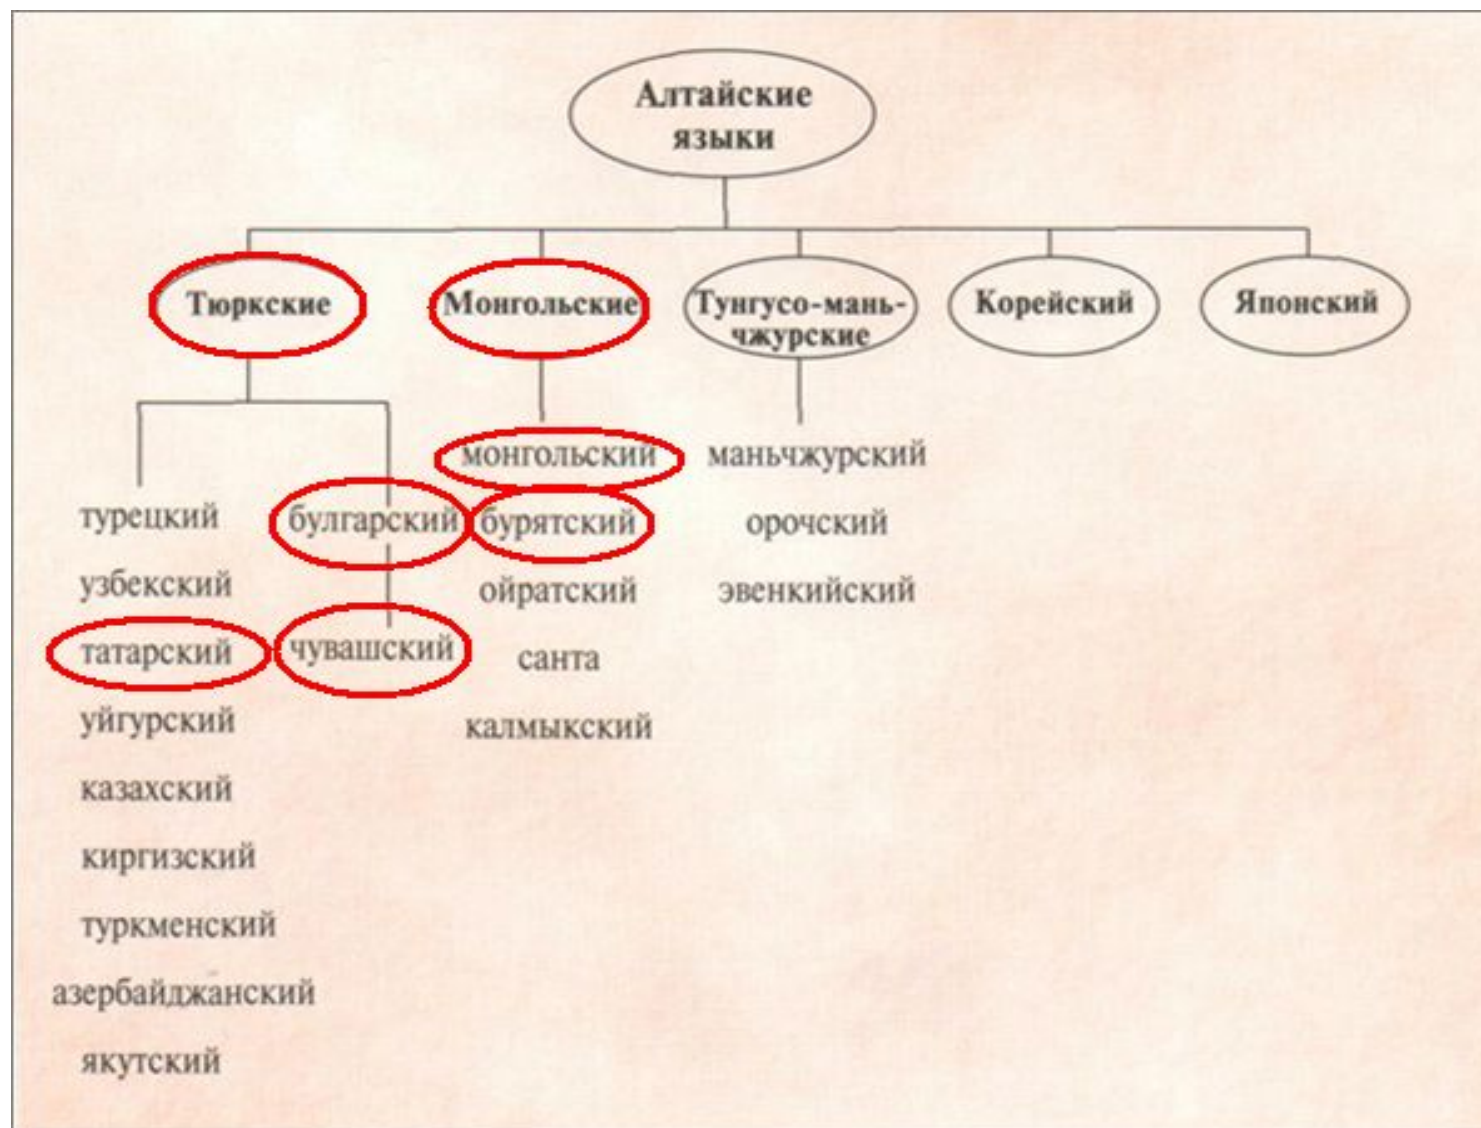 Алтайские
языки
Тюркские
Монгольские
Тунгусо-мань-
чжурские
Корейский
Японский
турецкий
узбекский
татарский
уйгурский
казахский
киргизский
туркменский
азербайджанский
якутский
булгарский
чувашский
монгольский
бурятский
ойратский
санта
калмыкский
маньчжурский
орочский
эвенкийский